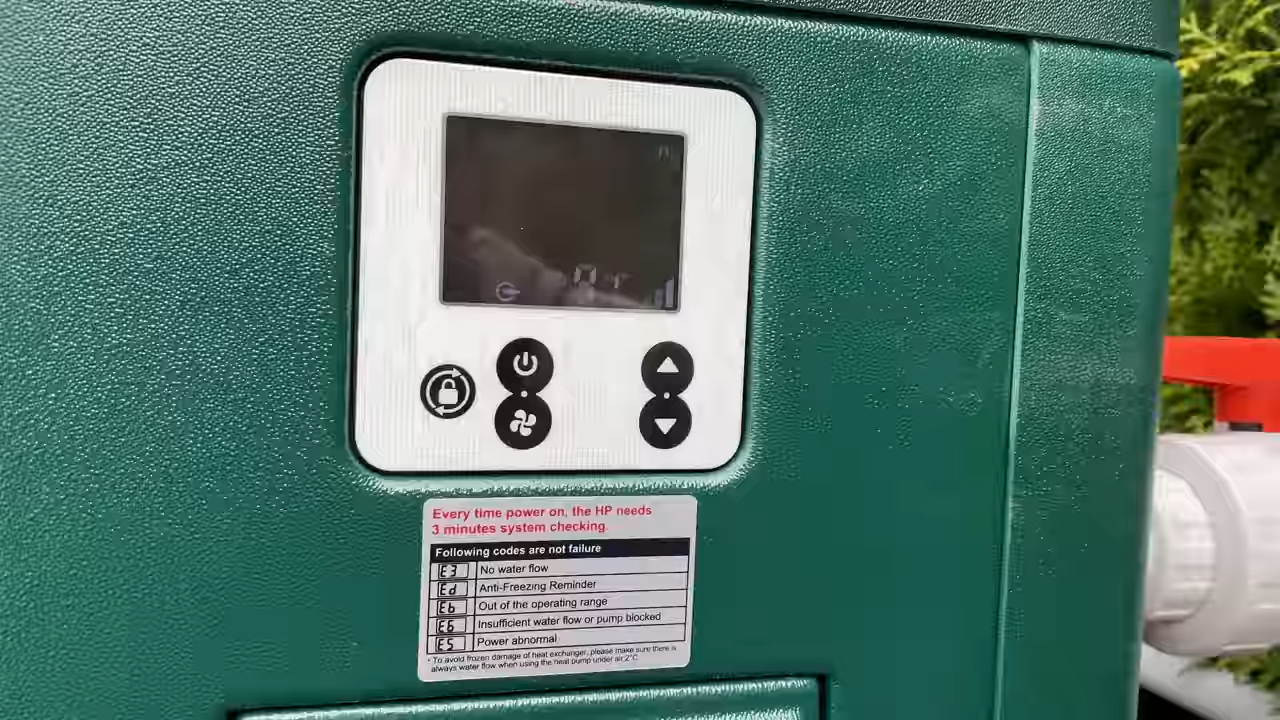 Every time power on, the HP needs
3 minutes system checking.
Following codes are not failure
E3 No water flow
Ed Anti-Freezing Reminder
Eb Out of the operating range
E6 Insufficient water flow or pump blocked
E5 Power abnormal
* To avoid frozen damage of heat exchanger, please make sure there is
always water flow when using the heat pump under air 2°C